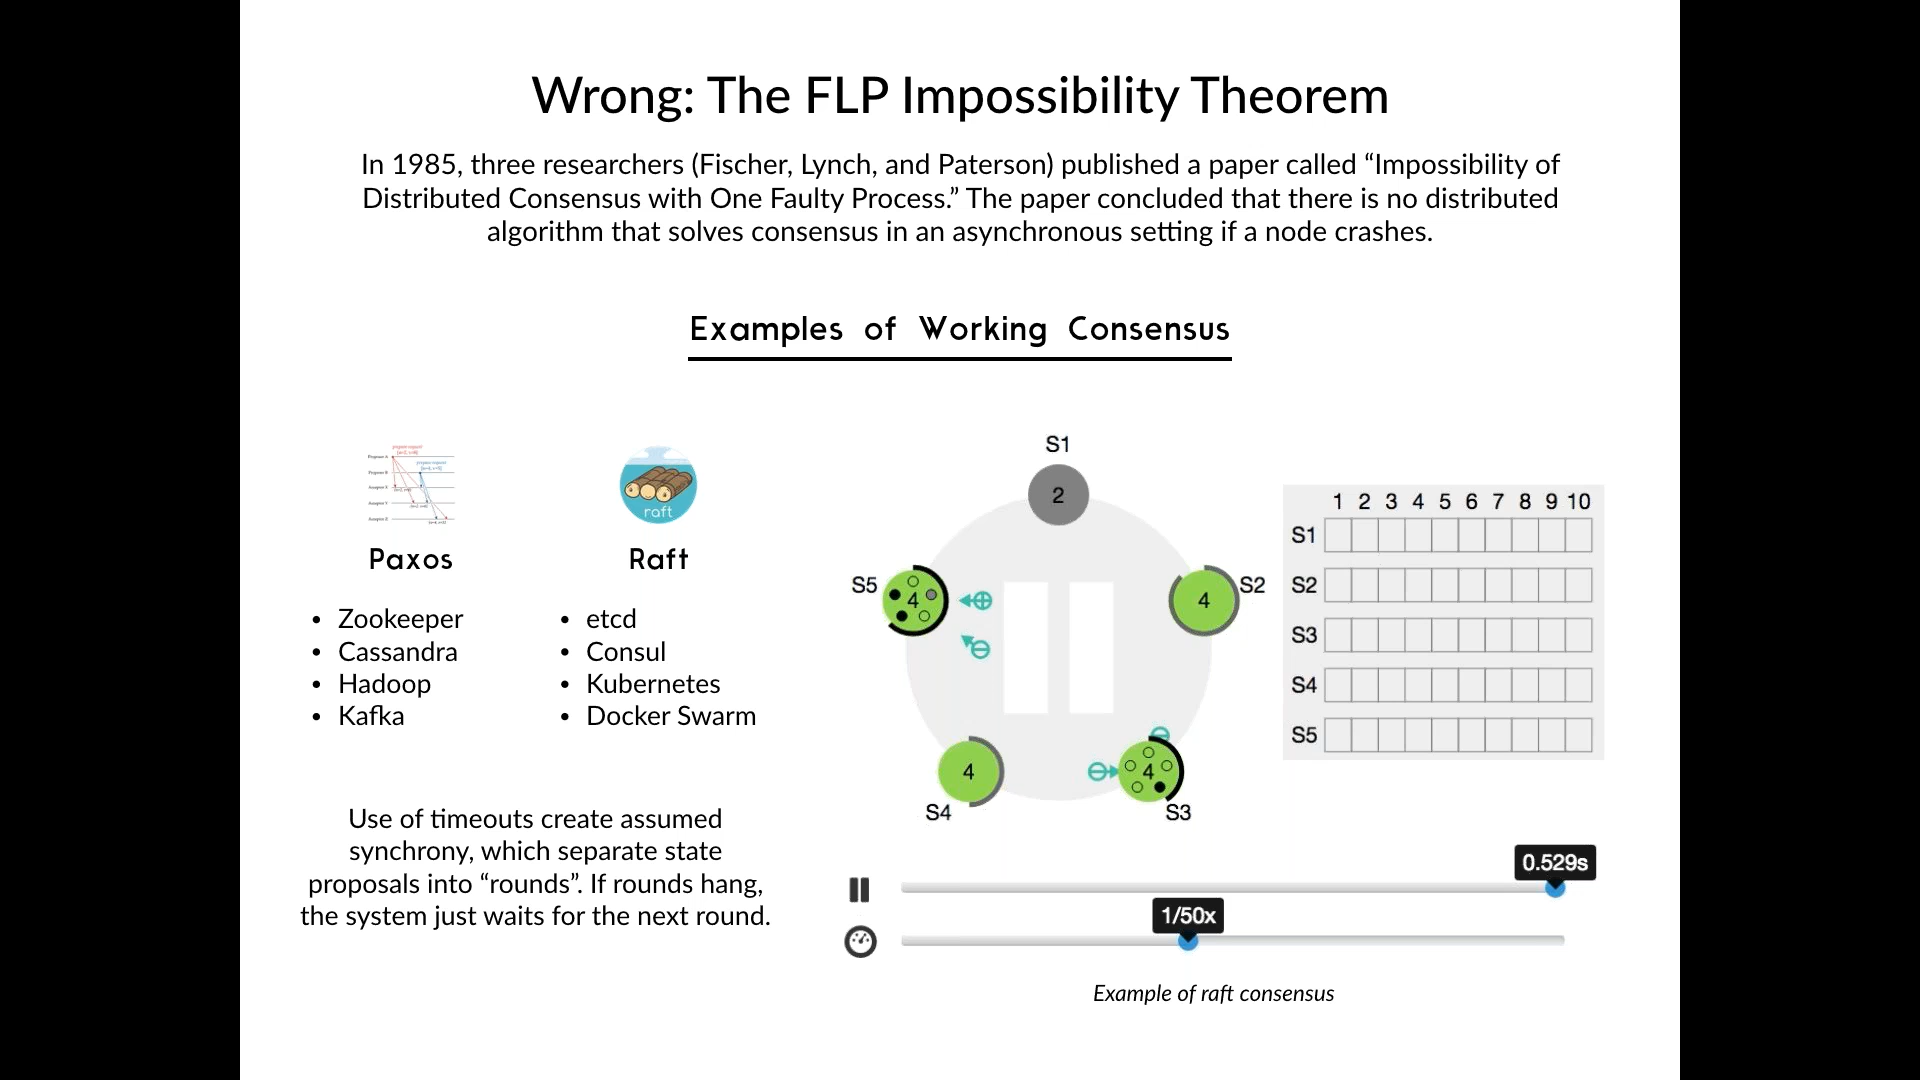 Wrong: The FLP Impossibility Theorem
In 1985, three researchers (Fischer, Lynch, and Paterson) published a paper called “Impossibility of
Distributed Consensus with One Faulty Process.” The paper concluded that there is no distributed
algorithm that solves consensus in an asynchronous setting if a node crashes.
Examples of Working Consensus
raft
Paxos
Raft
• Zookeeper
• Cassandra
• Hadoop
• Kafka
• etcd
• Consul
• Kubernetes
• Docker Swarm
Use of timeouts create assumed
synchrony, which separate state
proposals into “rounds”. If rounds hang,
the system just waits for the next round.
S1
2
S5
4
4
S2
4
S4
4
S3
1 2 3 4 5 6 7 8 9 10
S1
S2
S3
S4
S5
0.529s
1/50x
Example of raft consensus